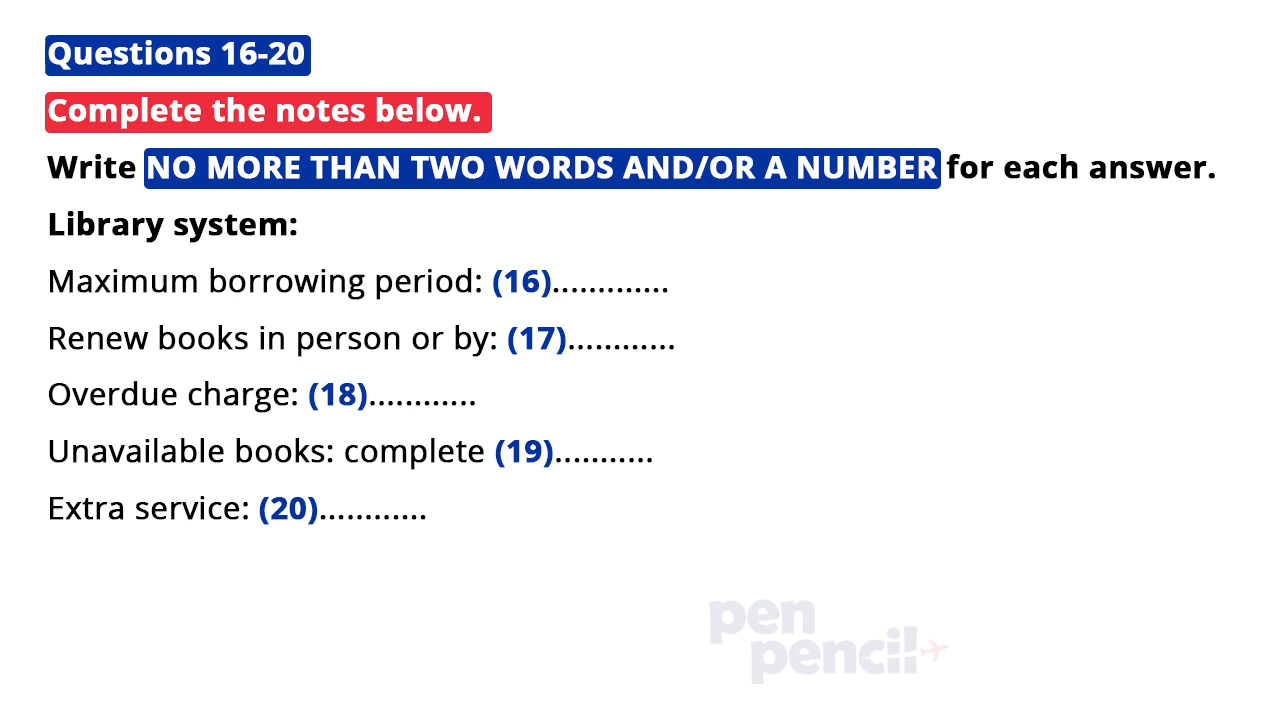 Questions 16-20
Complete the notes below.
Write NO MORE THAN TWO WORDS AND/OR A NUMBER for each answer.
Library system:
Maximum borrowing period: (16).............
Renew books in person or by: (17)............
Overdue charge: (18)............
Unavailable books: complete (19)...........
Extra service: (20)............
pen
pencil